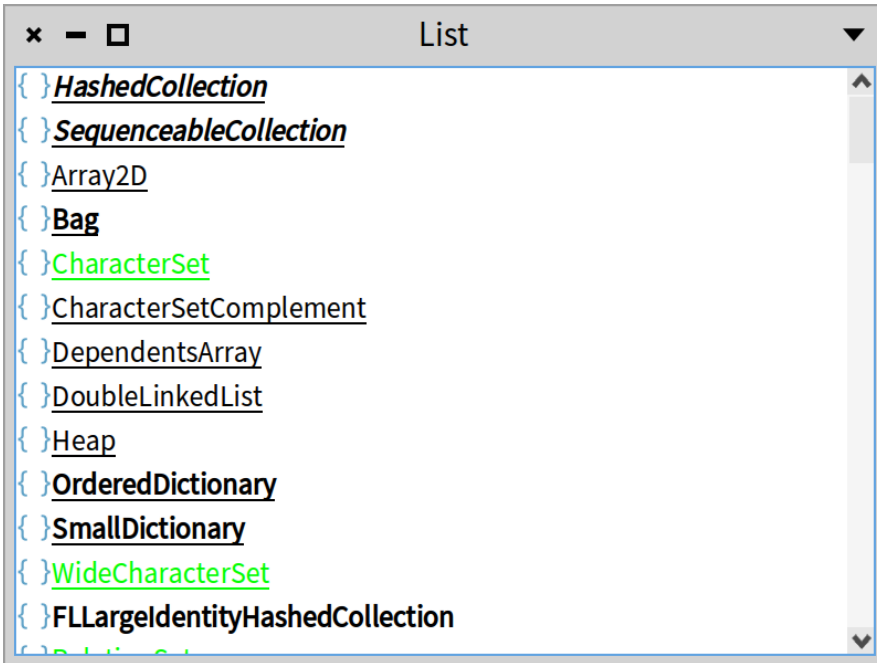 List
{ }HashedCollection
{ }SequenceableCollection
{ }Array2D
{ }Bag
{ }CharacterSet
{ }CharacterSetComplement
{ }DependentsArray
{ }DoubleLinkedList
{ }Heap
{ }OrderedDictionary
{ }SmallDictionary
{ }WideCharacterSet
{ }FLLargeIdentityHashedCollection